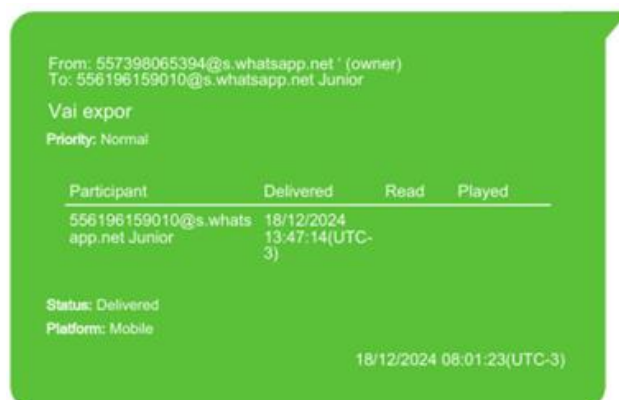 From: 557398065394@s.whatsapp.net ' (owner)
To: 556196159010@s.whatsapp.net Junior
Vai expor
Priority: Normal
Participant Delivered Read Played
556196159010@s.whats 18/12/2024
app.net Junior 13:47:14(UTC-
3)
Status: Delivered
Platform: Mobile
18/12/2024 08:01:23(UTC-3)